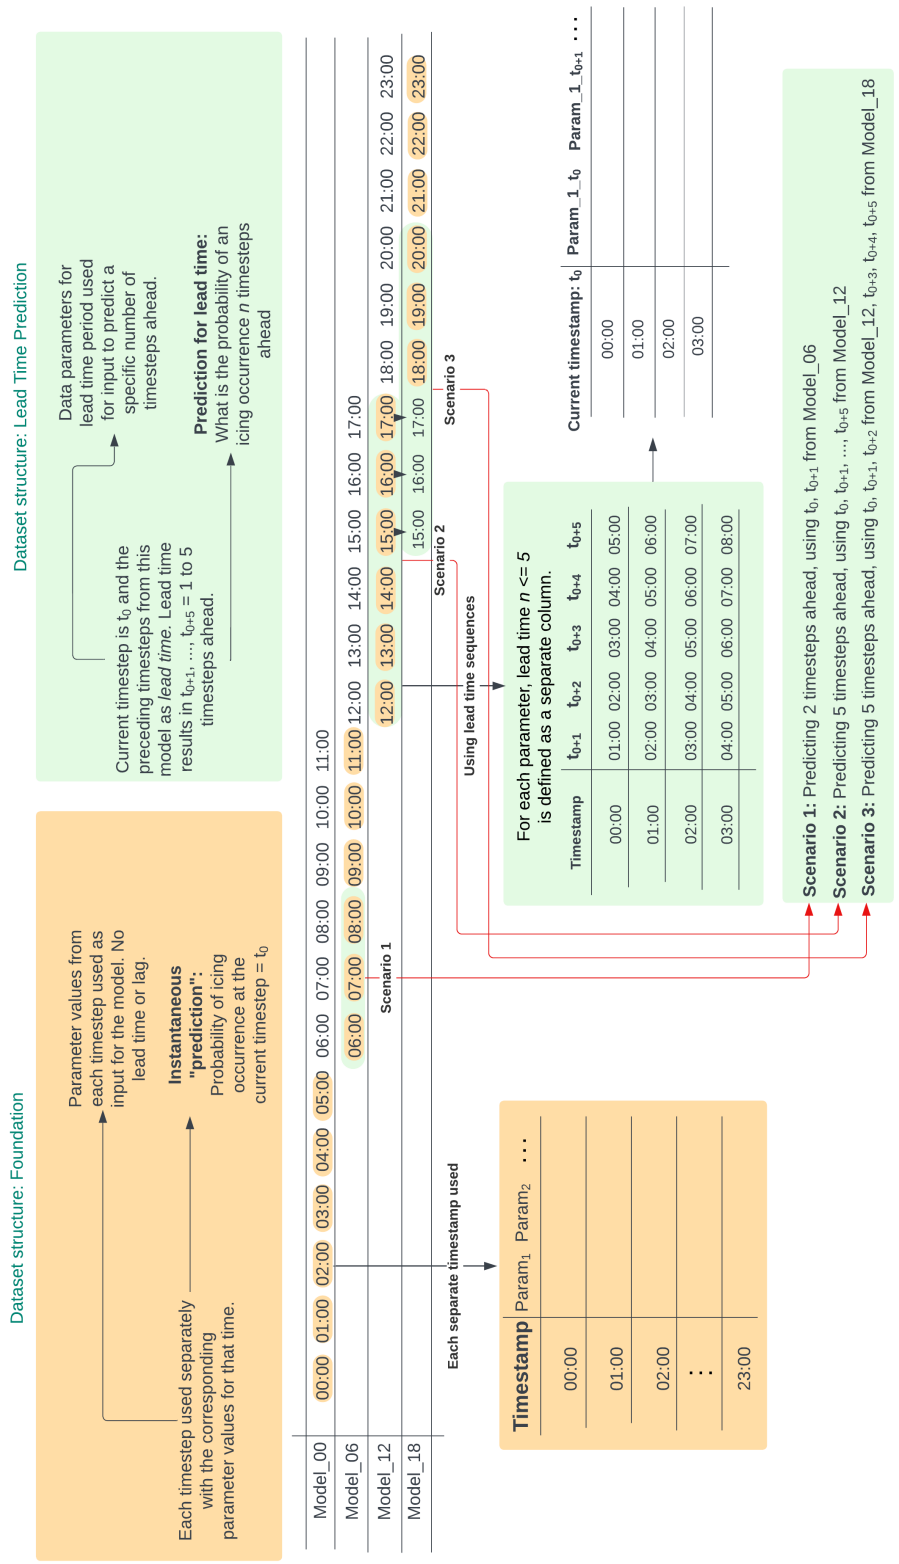 Dataset structure: Foundation
Dataset structure: Lead Time Prediction
Each timestep used separately
with the corresponding
parameter values for that time.
Parameter values from
each timestep used as
input for the model. No
lead time or lag.
Instantaneous
"prediction":
Probability of icing
occurrence at the
current timestep = t0
Current timestep is t0 and the
preceding timesteps from this
model as lead time. Lead time
results in t0+1, ..., t0+5 = 1 to 5
timesteps ahead.
Data parameters for
lead time period used
for input to predict a
specific number of
timesteps ahead.
Prediction for lead time:
What is the probability of an
icing occurrence n timesteps
ahead
Model_00 00:00 01:00 02:00 03:00 04:00 05:00 06:00 07:00 08:00 09:00 10:00 11:00
Model_06 06:00 07:00 08:00 09:00 10:00 11:00 12:00 13:00 14:00 15:00 16:00 17:00
Model_12 12:00 13:00 14:00 15:00 16:00 17:00 18:00 19:00 20:00 21:00 22:00 23:00
Model_18 15:00 16:00 17:00 18:00 19:00 20:00 21:00 22:00 23:00
Scenario 1
Scenario 2
Scenario 3
Each separate timestamp used
Using lead time sequences
Timestamp Param1 Param2 ...
00:00
01:00
02:00
...
23:00
For each parameter, lead time n <= 5
is defined as a separate column.
Timestamp t0+1 t0+2 t0+3 t0+4 t0+5
00:00 01:00 02:00 03:00 04:00 05:00
01:00 02:00 03:00 04:00 05:00 06:00
02:00 03:00 04:00 05:00 06:00 07:00
03:00 04:00 05:00 06:00 07:00 08:00
Current timestamp: t0 Param_1_t0 Param_1_t0+1 ...
00:00
01:00
02:00
03:00
Scenario 1: Predicting 2 timesteps ahead, using t0, t0+1 from Model_06
Scenario 2: Predicting 5 timesteps ahead, using t0, t0+1, ..., t0+5 from Model_12
Scenario 3: Predicting 5 timesteps ahead, using t0, t0+1, t0+2 from Model_12, t0+3, t0+4, t0+5 from Model_18